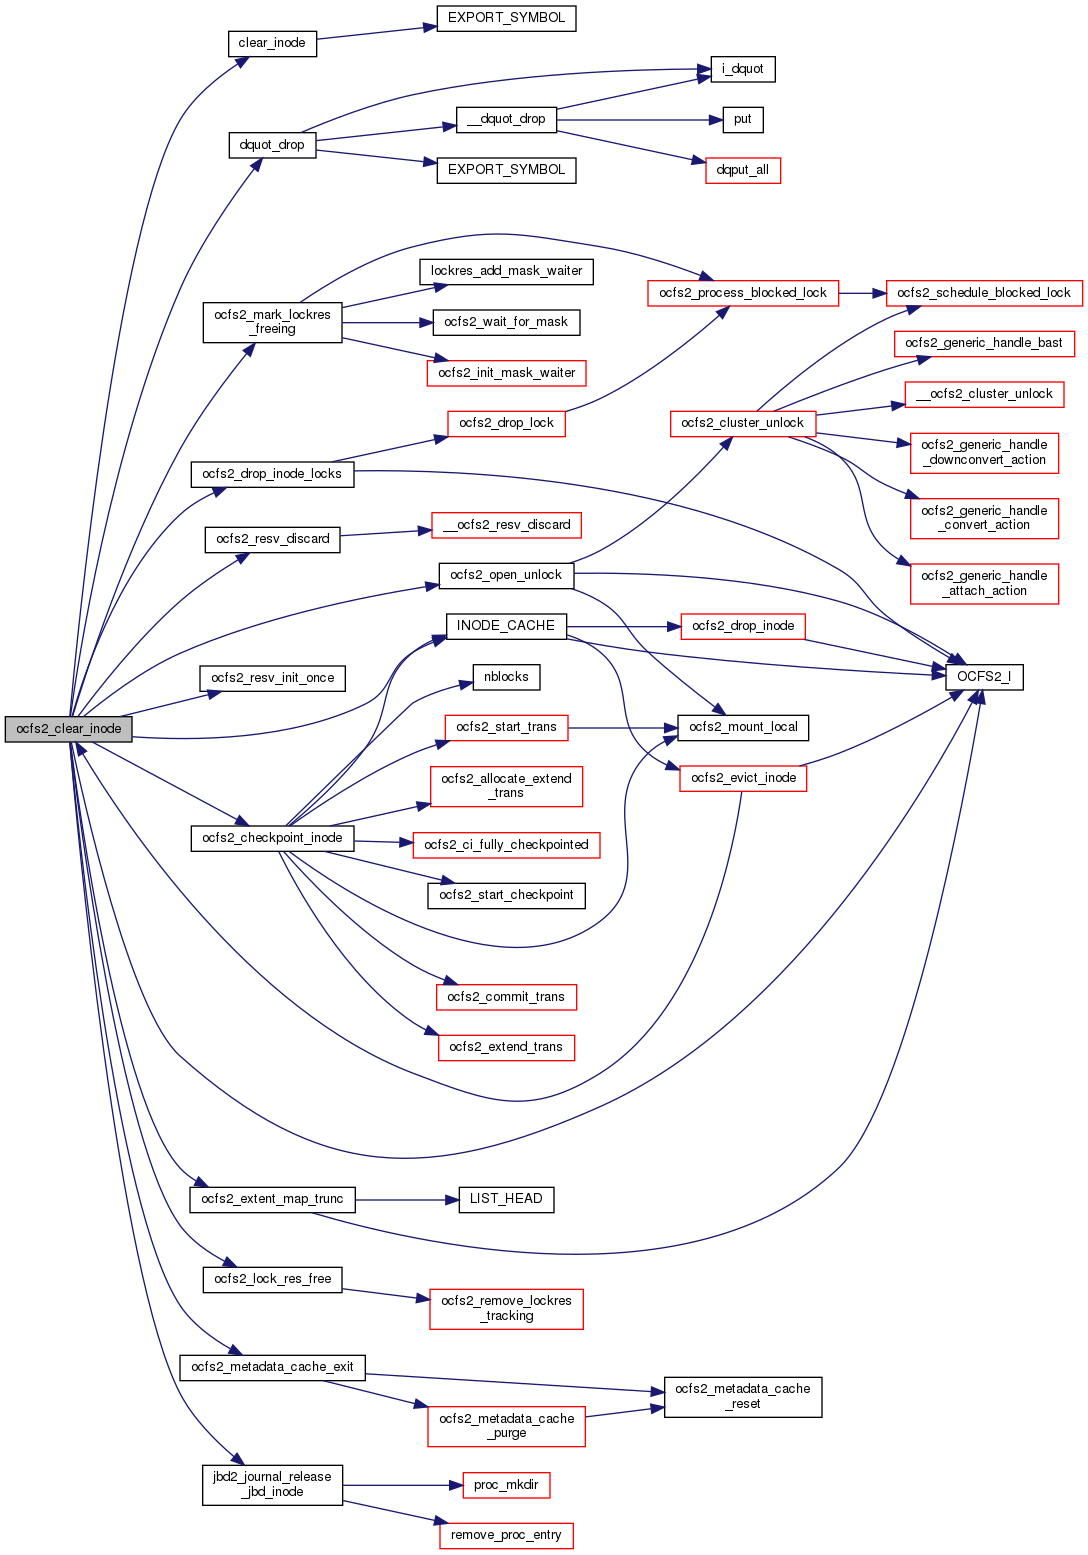 EXPORT_SYMBOL
clear_inode
i_dquot
__dquot_drop
put
dquot_drop
EXPORT_SYMBOL
dqput_all
lockres_add_mask_waiter
ocfs2_process_blocked_lock
ocfs2_schedule_blocked_lock
ocfs2_mark_lockres
_freeing
ocfs2_wait_for_mask
ocfs2_generic_handle_bast
ocfs2_init_mask_waiter
__ocfs2_cluster_unlock
ocfs2_drop_lock
ocfs2_cluster_unlock
ocfs2_generic_handle
_downconvert_action
ocfs2_drop_inode_locks
ocfs2_generic_handle
_convert_action
__ocfs2_resv_discard
ocfs2_resv_discard
ocfs2_open_unlock
ocfs2_generic_handle
_attach_action
INODE_CACHE
ocfs2_drop_inode
ocfs2_resv_init_once
nblocks
OCFS2_I
ocfs2_clear_inode
ocfs2_start_trans
ocfs2_mount_local
ocfs2_allocate_extend
_trans
ocfs2_evict_inode
ocfs2_checkpoint_inode
ocfs2_ci_fully_checkpointed
ocfs2_start_checkpoint
ocfs2_commit_trans
ocfs2_extend_trans
ocfs2_extent_map_trunc
LIST_HEAD
ocfs2_lock_res_free
ocfs2_remove_lockres
_tracking
ocfs2_metadata_cache_exit
ocfs2_metadata_cache
_reset
ocfs2_metadata_cache
_purge
jbd2_journal_release
_jbd_inode
proc_mkdir
remove_proc_entry